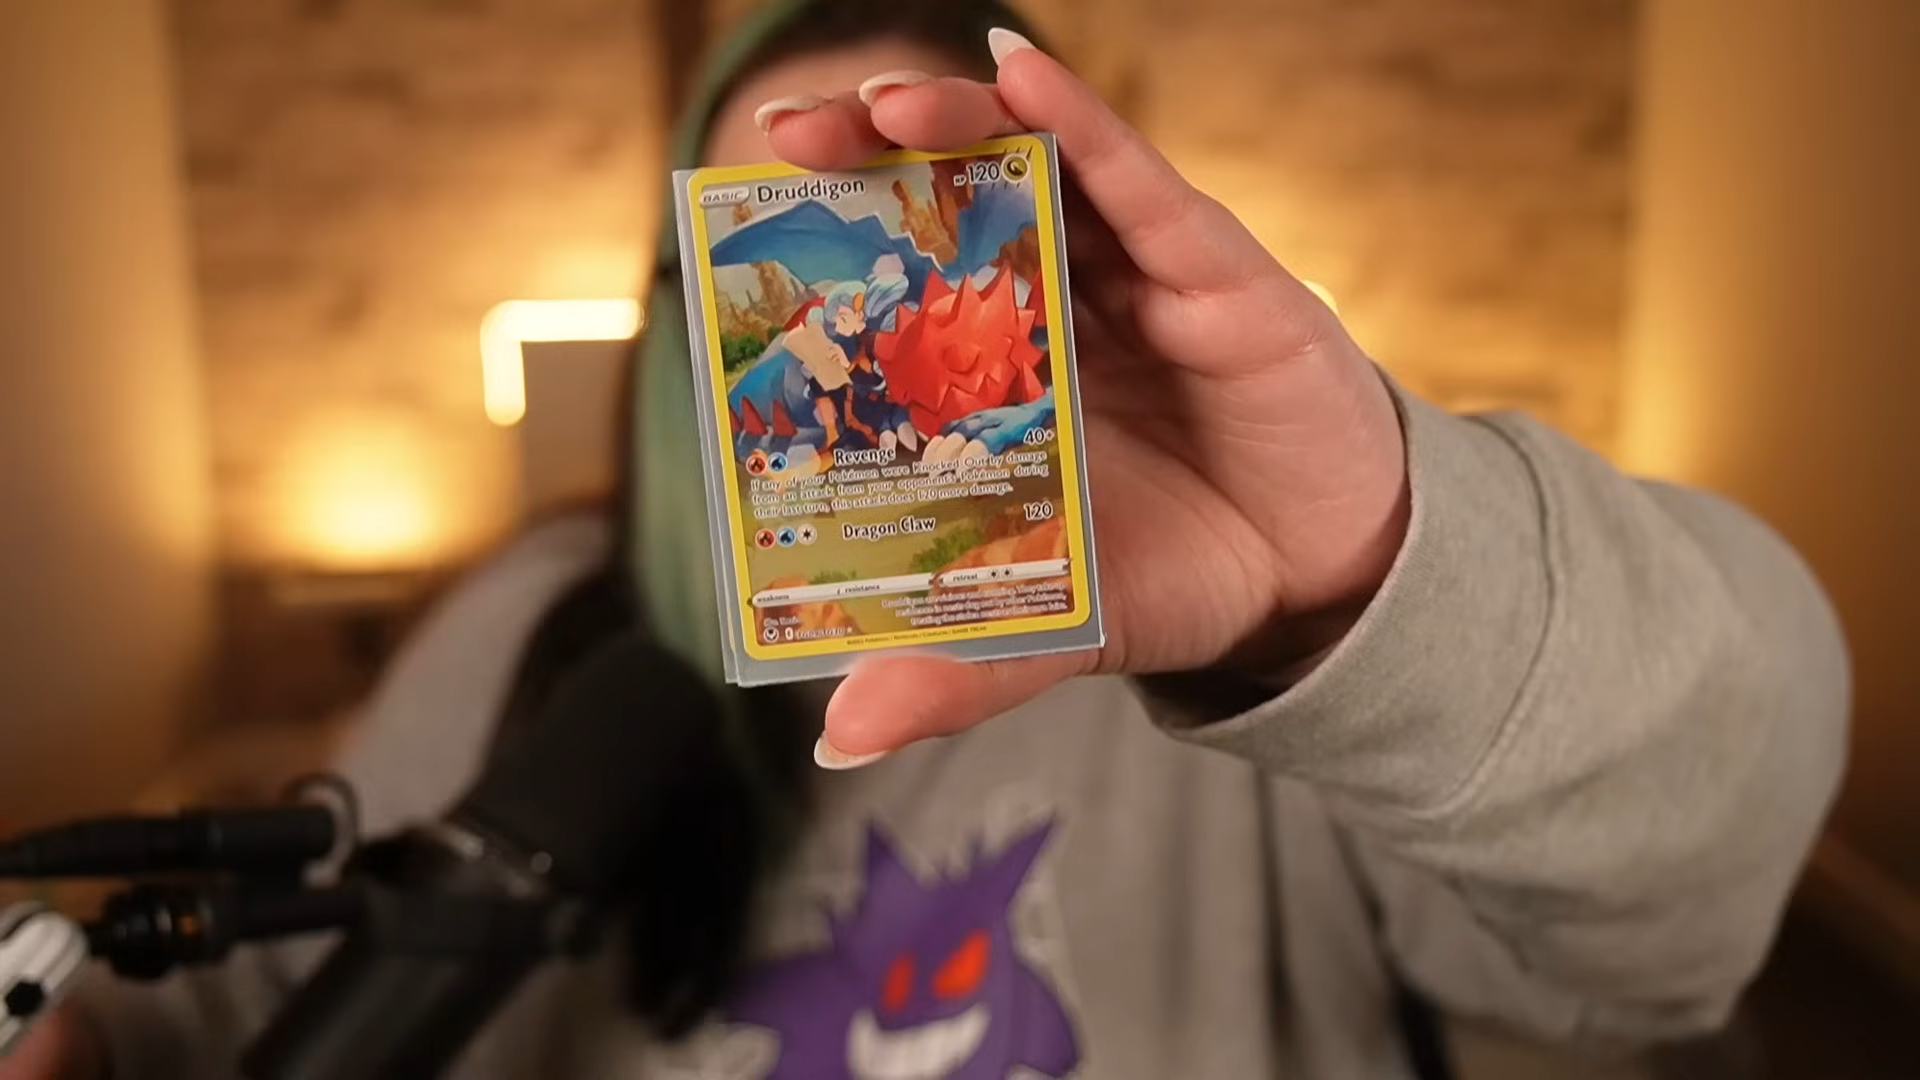 BASIC Druddigon HP120
Revenge 40+
If any of your Pokémon were Knocked Out by damage
from an attack from your opponent's Pokémon during
their last turn, this attack does 120 more damage.
Dragon Claw 120
weakness resistance retreat